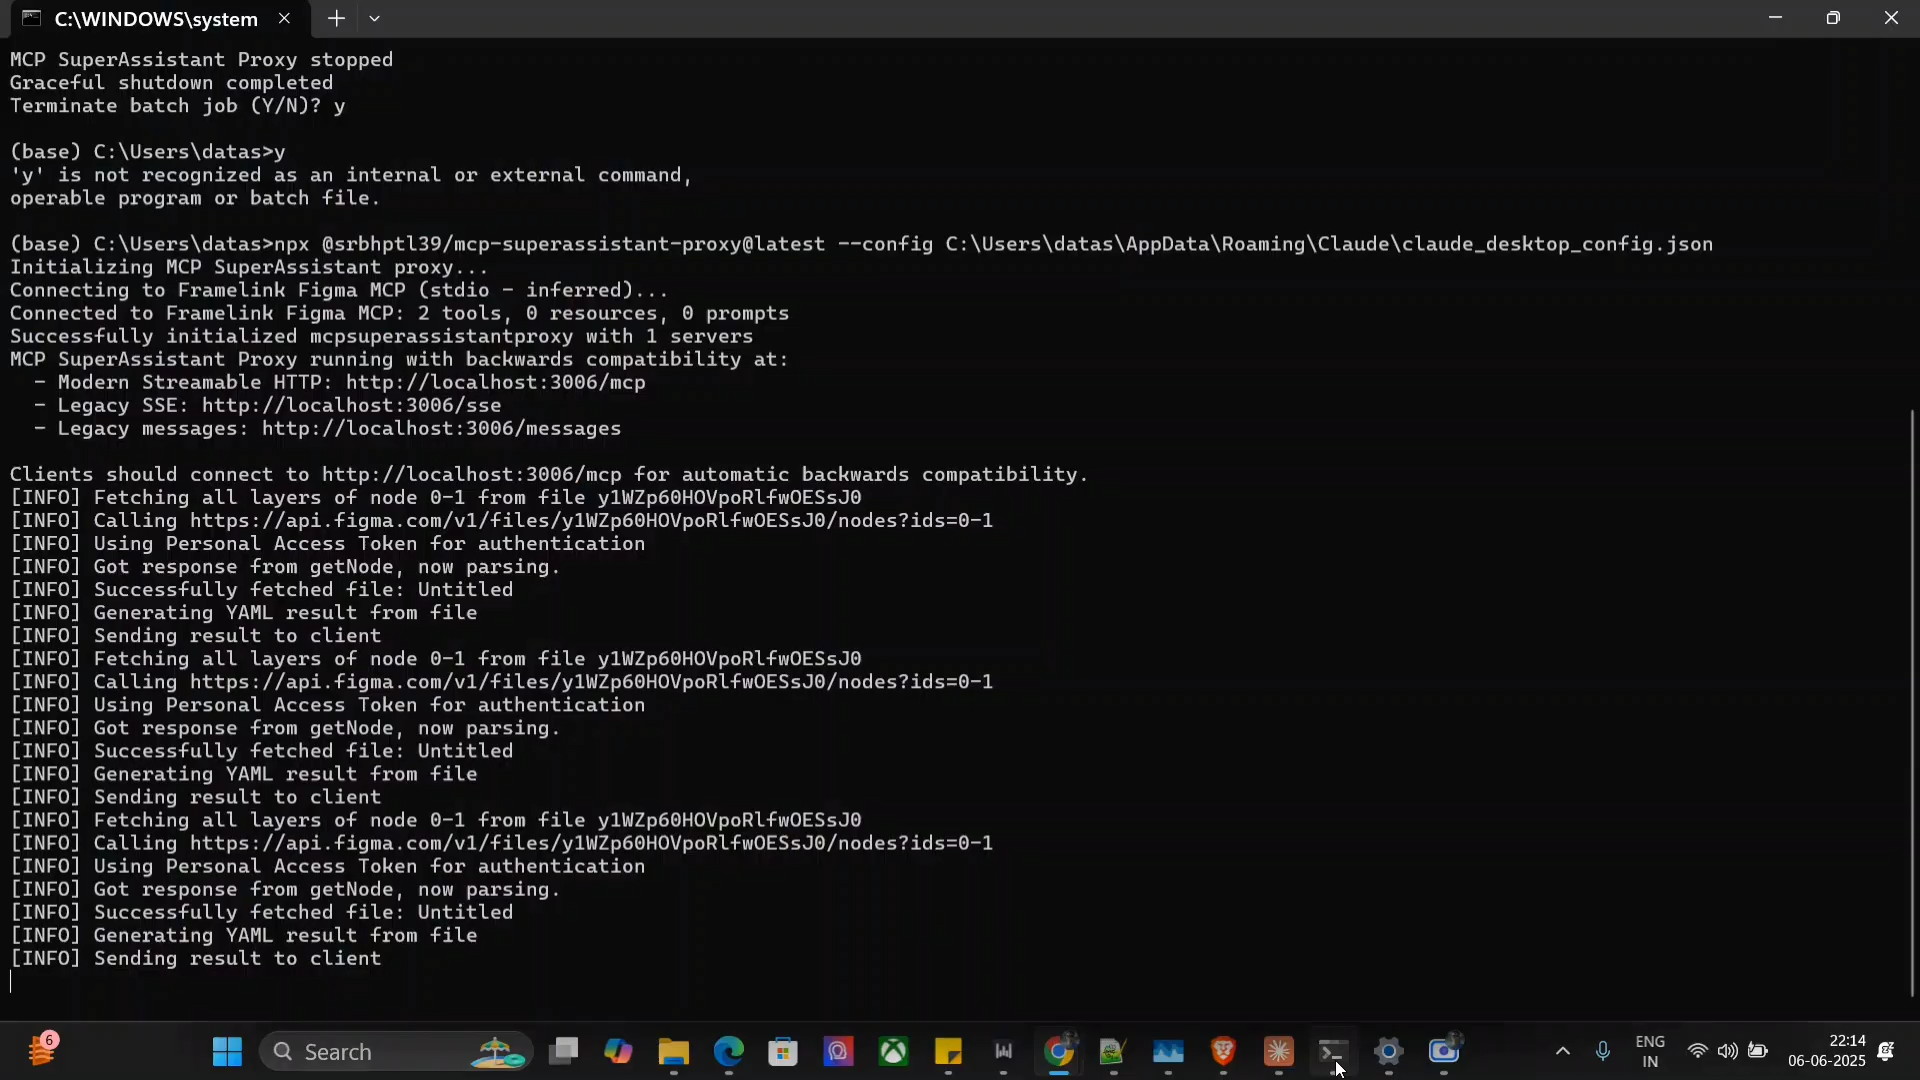 C:\WINDOWS\system
MCP SuperAssistant Proxy stopped
Graceful shutdown completed
Terminate batch job (Y/N)? y
(base) C:\Users\datas>y
'y' is not recognized as an internal or external command,
operable program or batch file.
(base) C:\Users\datas>npx @srbhptl39/mcp-superassistant-proxy@latest --config C:\Users\datas\AppData\Roaming\Claude\claude_desktop_config.json
Initializing MCP SuperAssistant proxy...
Connecting to Framelink Figma MCP (stdio - inferred)...
Connected to Framelink Figma MCP: 2 tools, 0 resources, 0 prompts
Successfully initialized mcpsuperassistantproxy with 1 servers
MCP SuperAssistant Proxy running with backwards compatibility at:
- Modern Streamable HTTP: http://localhost:3006/mcp
- Legacy SSE: http://localhost:3006/sse
- Legacy messages: http://localhost:3006/messages
Clients should connect to http://localhost:3006/mcp for automatic backwards compatibility.
[INFO] Fetching all layers of node 0-1 from file y1WZp60HOVpoRlfwOESsJ0
[INFO] Calling https://api.figma.com/v1/files/y1WZp60HOVpoRlfwOESsJ0/nodes?ids=0-1
[INFO] Using Personal Access Token for authentication
[INFO] Got response from getNode, now parsing.
[INFO] Successfully fetched file: Untitled
[INFO] Generating YAML result from file
[INFO] Sending result to client
[INFO] Fetching all layers of node 0-1 from file y1WZp60HOVpoRlfwOESsJ0
[INFO] Calling https://api.figma.com/v1/files/y1WZp60HOVpoRlfwOESsJ0/nodes?ids=0-1
[INFO] Using Personal Access Token for authentication
[INFO] Got response from getNode, now parsing.
[INFO] Successfully fetched file: Untitled
[INFO] Generating YAML result from file
[INFO] Sending result to client
[INFO] Fetching all layers of node 0-1 from file y1WZp60HOVpoRlfwOESsJ0
[INFO] Calling https://api.figma.com/v1/files/y1WZp60HOVpoRlfwOESsJ0/nodes?ids=0-1
[INFO] Using Personal Access Token for authentication
[INFO] Got response from getNode, now parsing.
[INFO] Successfully fetched file: Untitled
[INFO] Generating YAML result from file
[INFO] Sending result to client
6
Search
ENG
IN
22:14
06-06-2025